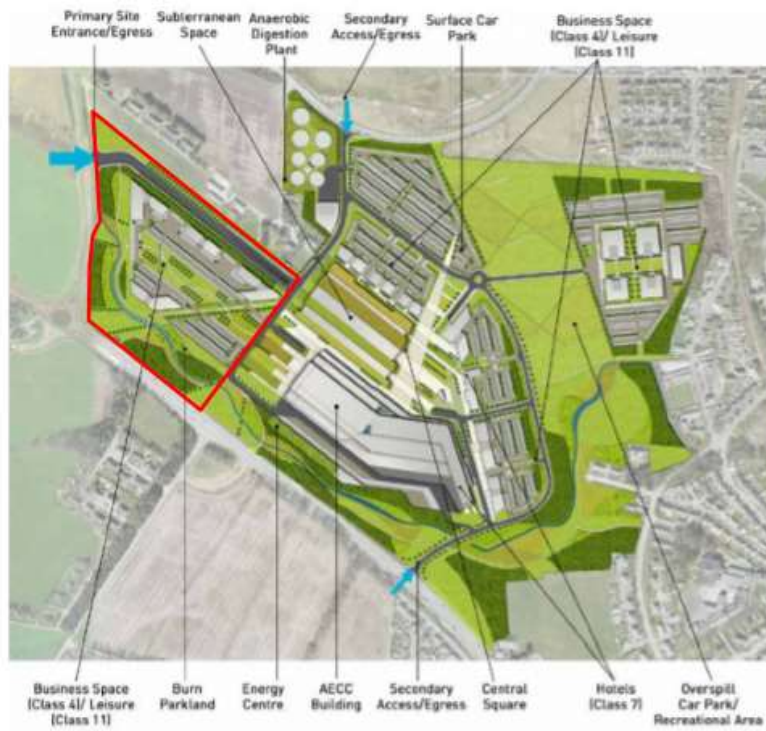 Primary Site
Entrance/Egress
Subterranean
Space
Anaerobic
Digestion
Plant
Secondary
Access/Egress
Surface Car
Park
Business Space
(Class 4)/ Leisure
(Class 11)
Business Space
(Class 4)/ Leisure
(Class 11)
Burn
Parkland
Energy
Centre
AECC
Building
Secondary
Access/Egress
Central
Square
Hotels
(Class 7)
Overspill
Car Park/
Recreational Area